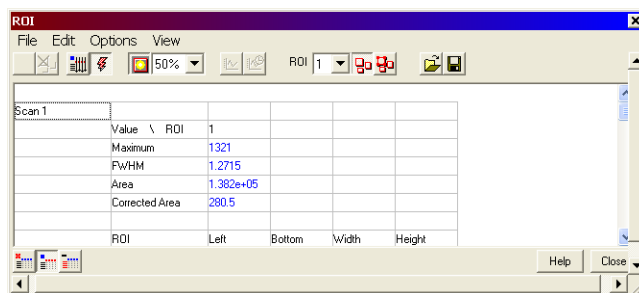 ROI
File Edit Options View
50% ROI 1
Scan 1
Value \ ROI 1
Maximum 1321
FWHM 1.2715
Area 1.382e+05
Corrected Area 280.5
ROI Left Bottom Width Height
Help Close